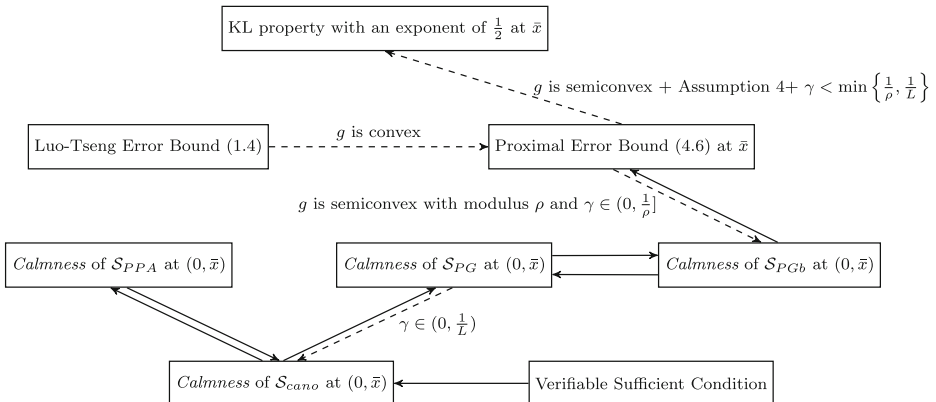 KL property with an exponent of 1/2 at x̄
g is semiconvex + Assumption 4+ γ < min {1/ρ, 1/L}
Luo-Tseng Error Bound (1.4)
g is convex
Proximal Error Bound (4.6) at x̄
g is semiconvex with modulus ρ and γ ∈ (0, 1/ρ]
Calmness of S_PPA at (0, x̄)
Calmness of S_PG at (0, x̄)
Calmness of S_PGb at (0, x̄)
γ ∈ (0, 1/L)
Calmness of S_cano at (0, x̄)
Verifiable Sufficient Condition